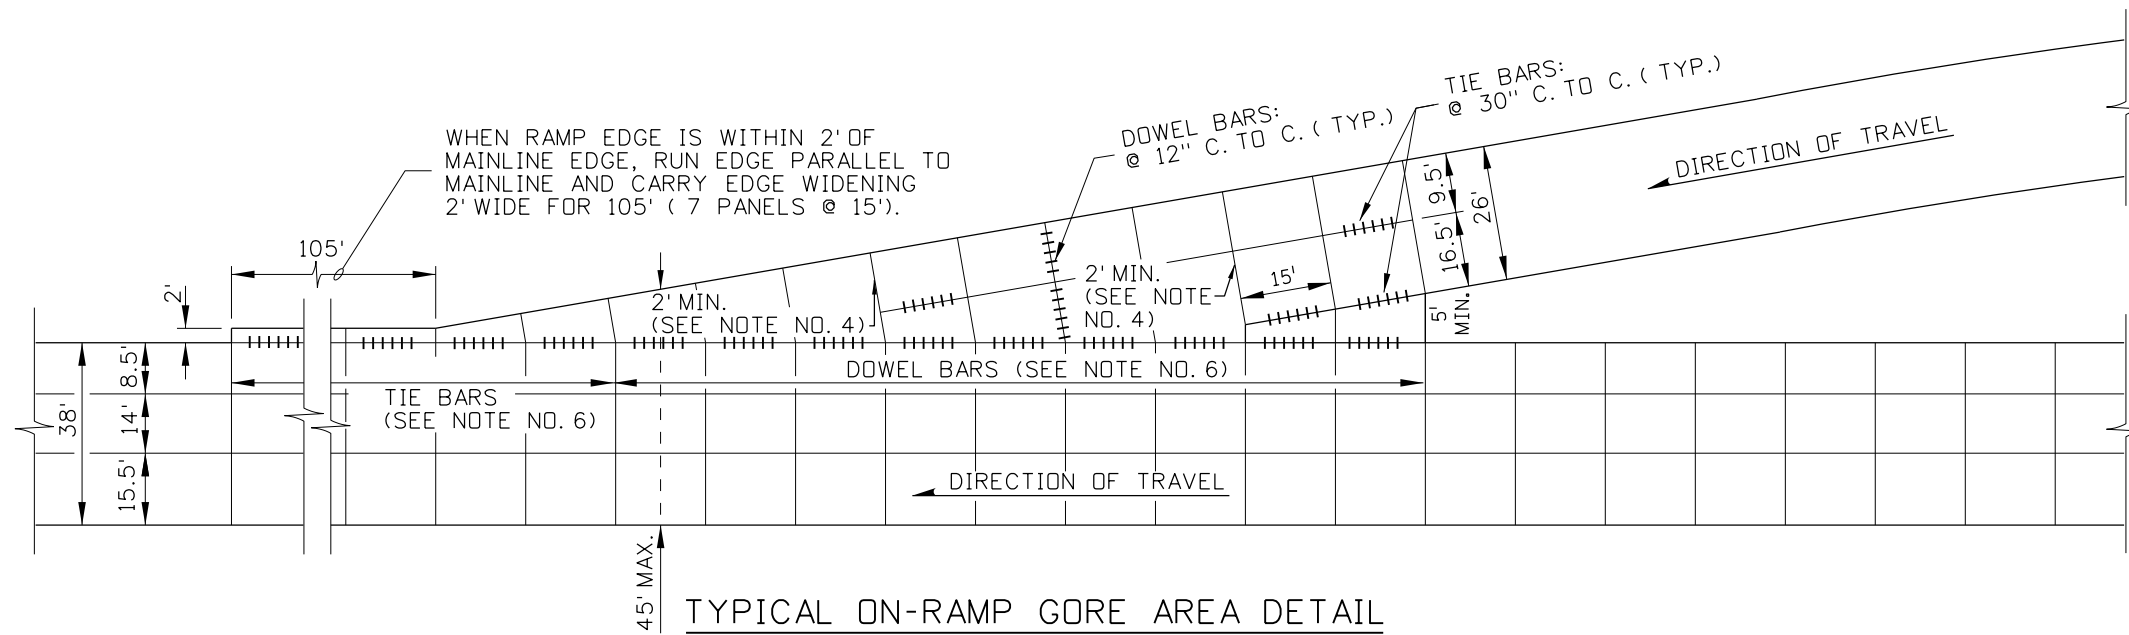 WHEN RAMP EDGE IS WITHIN 2' OF
MAINLINE EDGE, RUN EDGE PARALLEL TO
MAINLINE AND CARRY EDGE WIDENING
2' WIDE FOR 105' ( 7 PANELS @ 15').
DOWEL BARS:
@ 12" C. TO C. ( TYP.)
TIE BARS:
@ 30" C. TO C. ( TYP.)
DIRECTION OF TRAVEL
105'
2'
9.5'
26'
16.5'
15'
2' MIN.
(SEE NOTE NO. 4)
2' MIN.
(SEE NOTE
NO. 4)
5'
MIN.
8.5'
38'
14'
15.5'
DOWEL BARS (SEE NOTE NO. 6)
TIE BARS
(SEE NOTE NO. 6)
DIRECTION OF TRAVEL
45' MAX.
TYPICAL ON-RAMP GORE AREA DETAIL